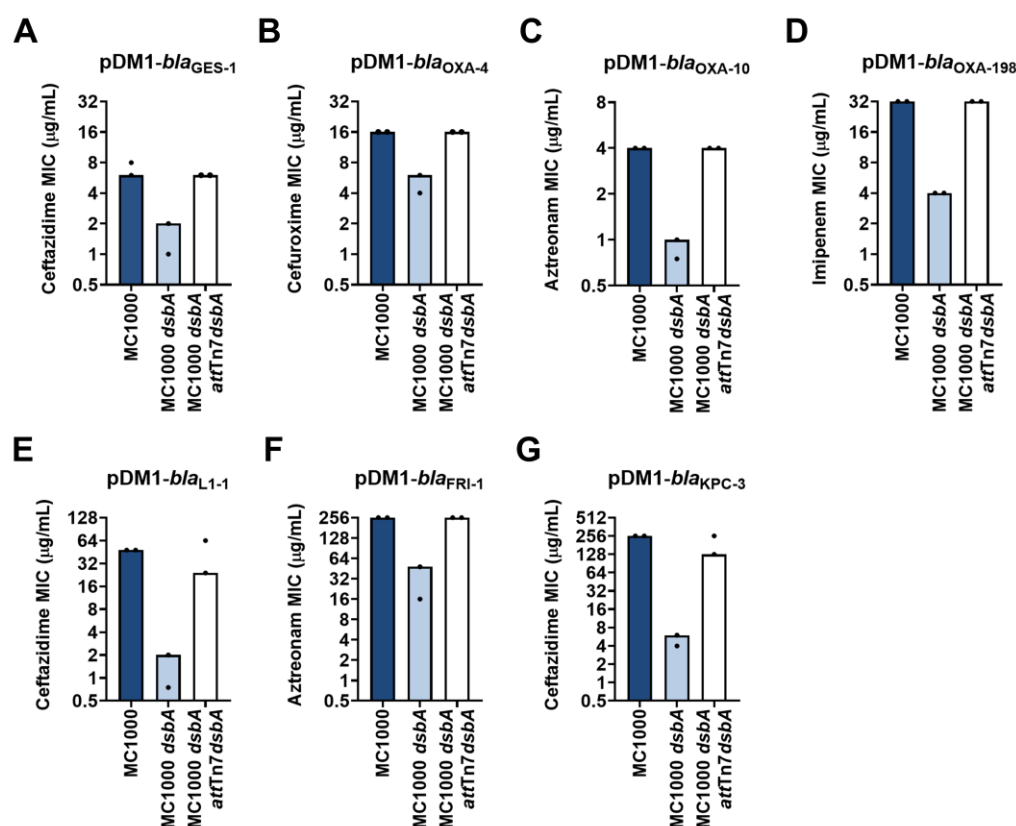 A
pDM1-blaGES-1
Ceftazidime MIC (μg/mL)
32
16
8
4
2
1
0.5
MC1000
MC1000 dsbA
MC1000 dsbA
attTn7 dsbA
B
pDM1-blaOXA-4
Cefuroxime MIC (μg/mL)
32
16
8
4
2
1
0.5
MC1000
MC1000 dsbA
MC1000 dsbA
attTn7 dsbA
C
pDM1-blaOXA-10
Aztreonam MIC (μg/mL)
8
4
2
1
0.5
MC1000
MC1000 dsbA
MC1000 dsbA
attTn7 dsbA
D
pDM1-blaOXA-198
Imipenem MIC (μg/mL)
32
16
8
4
2
1
0.5
MC1000
MC1000 dsbA
MC1000 dsbA
attTn7 dsbA
E
pDM1-blaL1-1
Ceftazidime MIC (μg/mL)
128
64
32
16
8
4
2
1
0.5
MC1000
MC1000 dsbA
MC1000 dsbA
attTn7 dsbA
F
pDM1-blaFRI-1
Aztreonam MIC (μg/mL)
256
128
64
32
16
8
4
2
1
0.5
MC1000
MC1000 dsbA
MC1000 dsbA
attTn7 dsbA
G
pDM1-blaKPC-3
Ceftazidime MIC (μg/mL)
512
256
128
64
32
16
8
4
2
1
0.5
MC1000
MC1000 dsbA
MC1000 dsbA
attTn7 dsbA